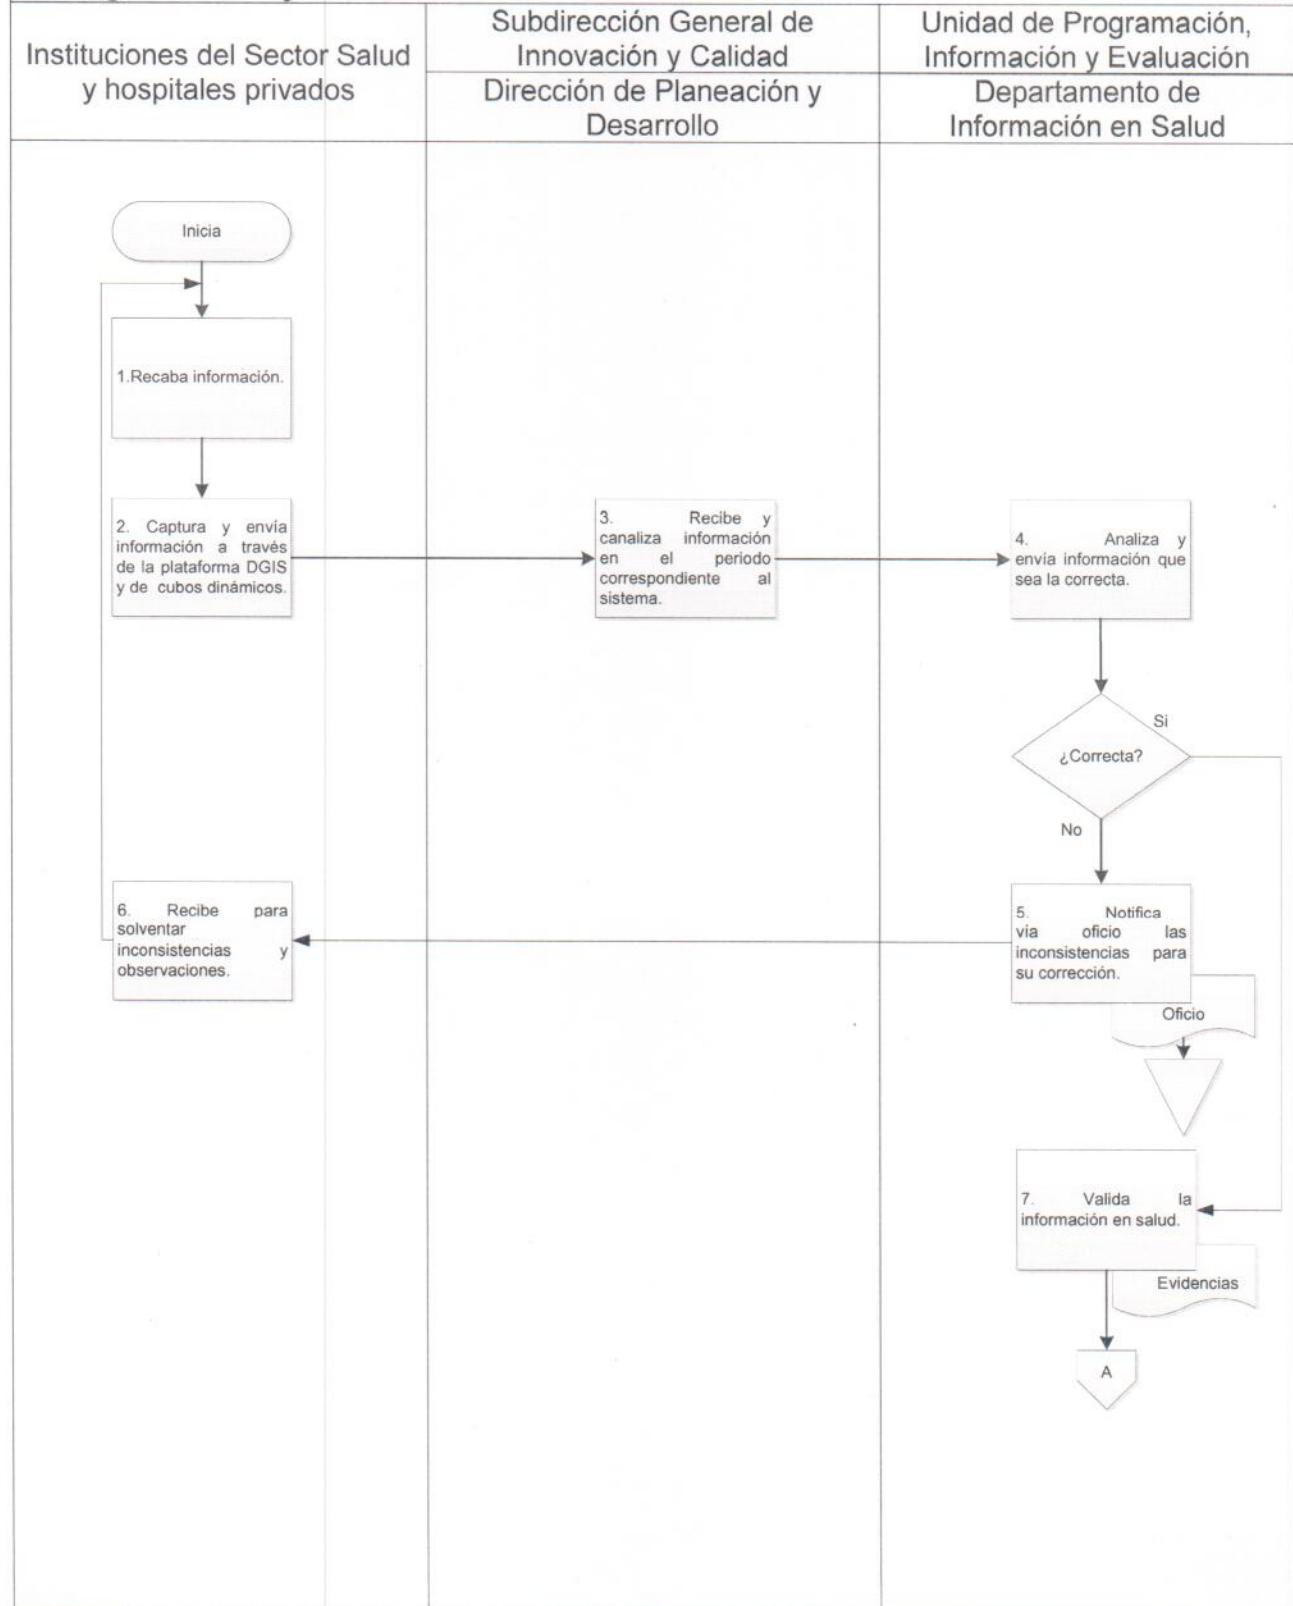 Instituciones del Sector Salud
y hospitales privados
Subdirección General de
Innovación y Calidad
Dirección de Planeación y
Desarrollo
Unidad de Programación,
Información y Evaluación
Departamento de
Información en Salud
Inicia
1.Recaba información.
2. Captura y envía
información a través
de la plataforma DGIS
y de cubos dinámicos.
3. Recibe y
canaliza información
en el periodo
correspondiente al
sistema.
4. Analiza y
envía información que
sea la correcta.
¿Correcta?
Si
No
5. Notifica
vía oficio las
inconsistencias para
su corrección.
Oficio
6. Recibe para
solventar
inconsistencias y
observaciones.
7. Valida la
información en salud.
Evidencias
A